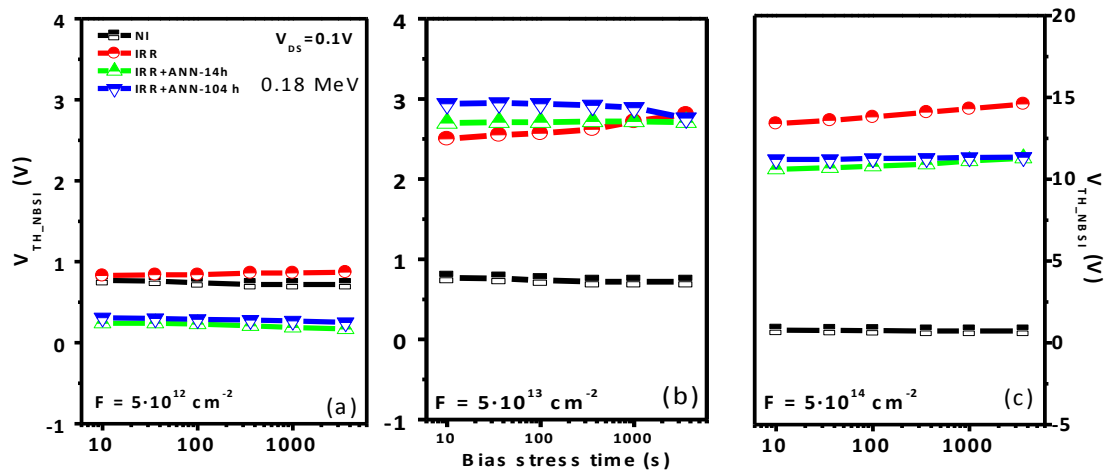 V_TH_NBSI (V)
4
3
2
1
0
-1
NI
IRR
IRR+ANN-14h
IRR+ANN-104 h
V_DS=0.1V
0.18 MeV
F = 5·10^12 cm^-2
(a)
10
100
1000
4
3
2
1
0
-1
F = 5·10^13 cm^-2
(b)
10
100
1000
Bias stress time (s)
F = 5·10^14 cm^-2
(c)
10
100
1000
20
15
10
5
0
-5
V_TH_NBSI (V)